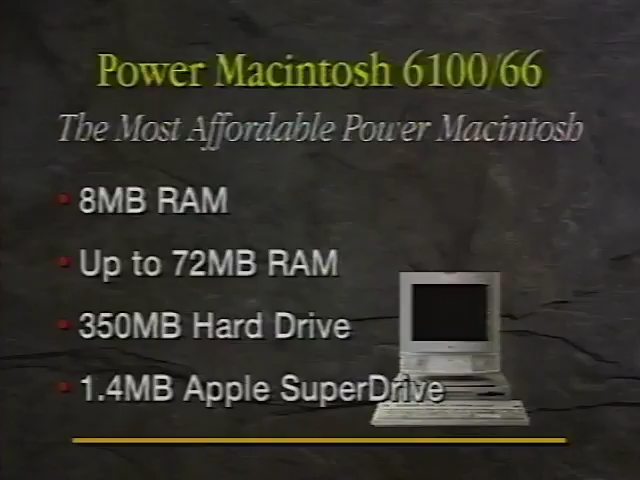 Power Macintosh 6100/66
The Most Affordable Power Macintosh
• 8MB RAM
• Up to 72MB RAM
• 350MB Hard Drive
• 1.4MB Apple SuperDrive